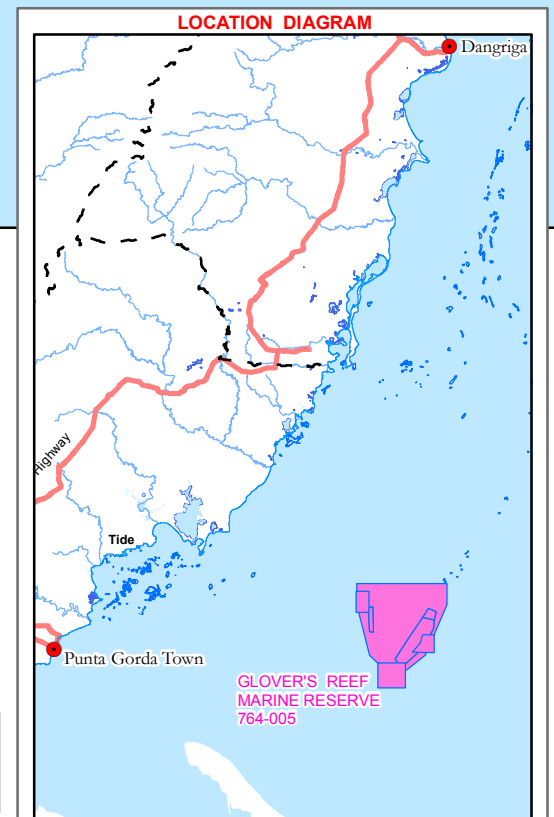 LOCATION DIAGRAM
Dangriga
Highway
Tide
Punta Gorda Town
GLOVER'S REEF
MARINE RESERVE
764-005